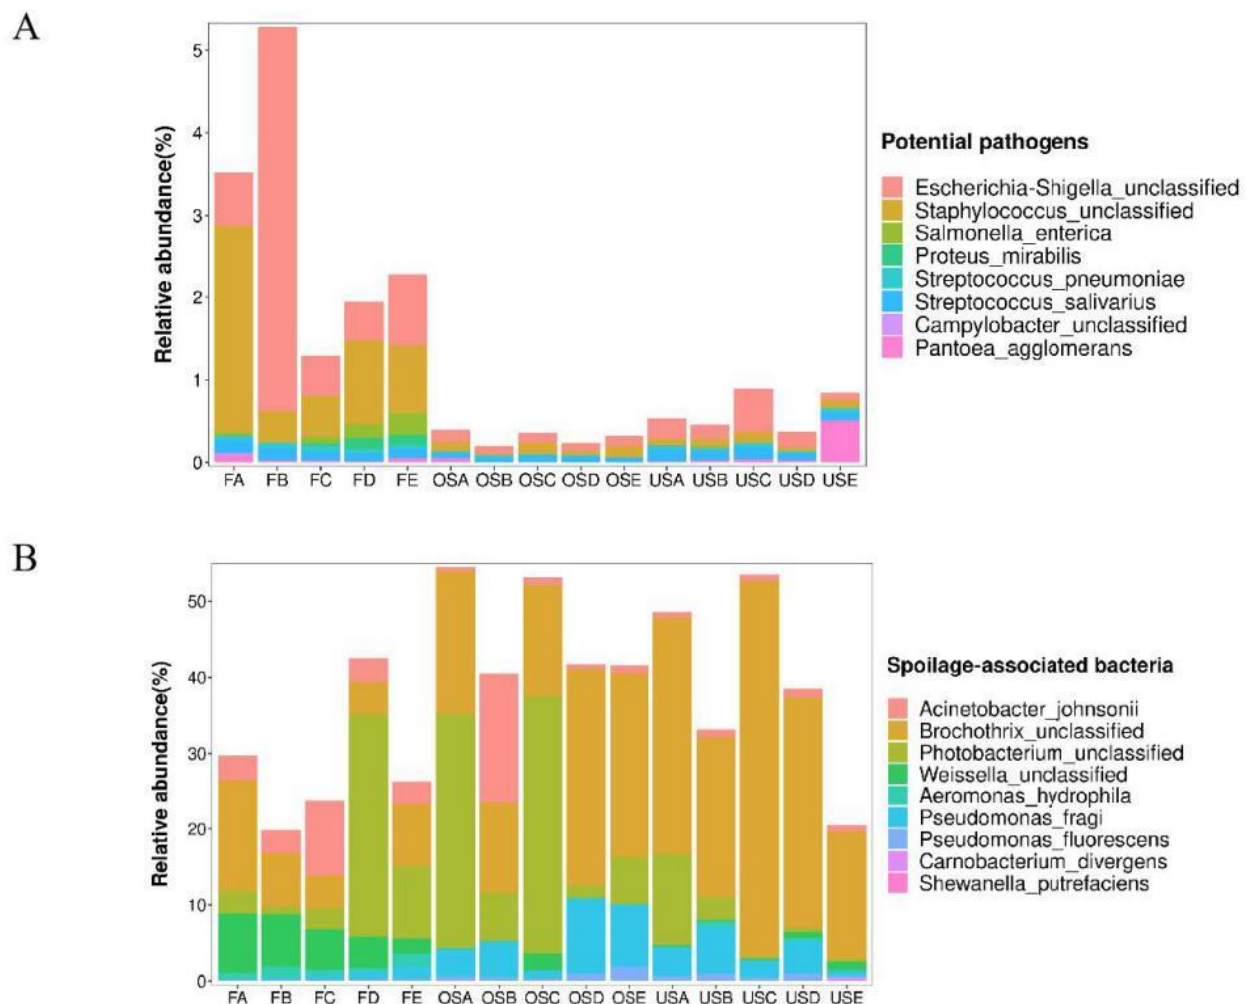 A
Relative abundance(%)
5
4
3
2
1
0
FA FB FC FD FE OSA OSB OSC OSD OSE USA USB USC USD USE
Potential pathogens
Escherichia-Shigella_unclassified
Staphylococcus_unclassified
Salmonella_enterica
Proteus_mirabilis
Streptococcus_pneumoniae
Streptococcus_salivarius
Campylobacter_unclassified
Pantoea_agglomerans
B
Relative abundance(%)
50
40
30
20
10
0
FA FB FC FD FE OSA OSB OSC OSD OSE USA USB USC USD USE
Spoilage-associated bacteria
Acinetobacter_johnsonii
Brochothrix_unclassified
Photobacterium_unclassified
Weissella_unclassified
Aeromonas_hydrophila
Pseudomonas_fragi
Pseudomonas_fluorescens
Carnobacterium_divergens
Shewanella_putrefaciens